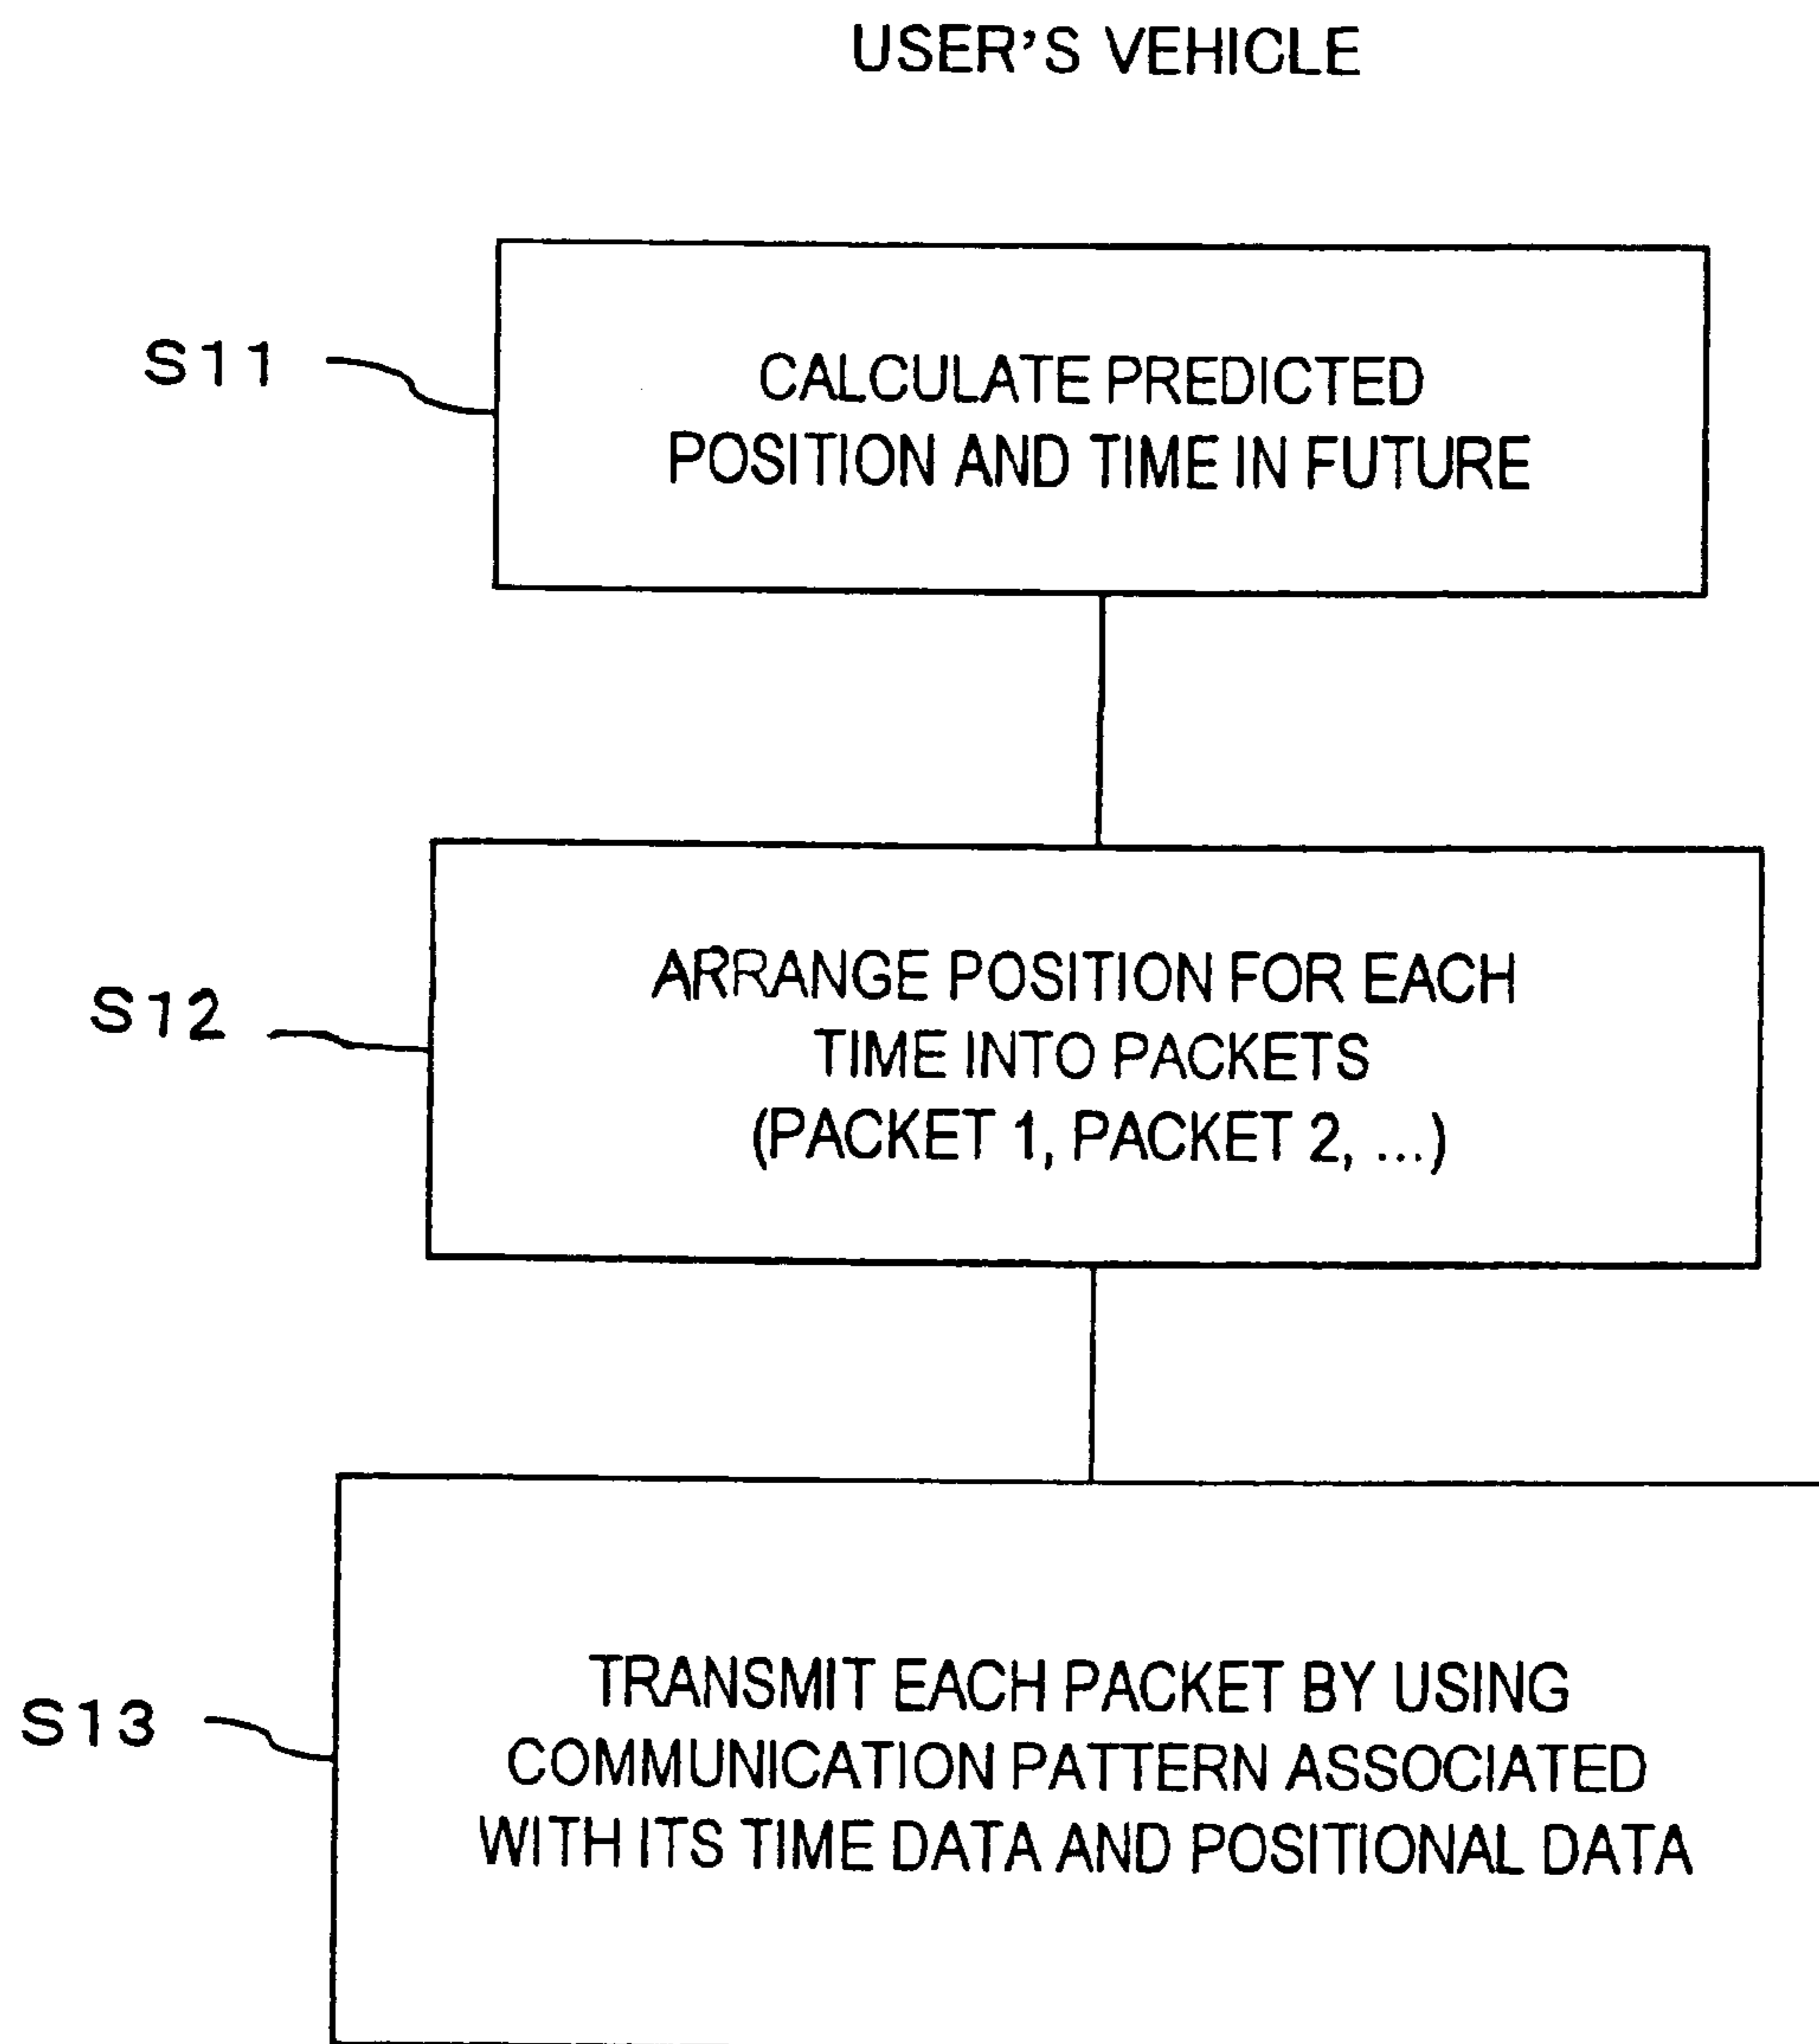 USER'S VEHICLE
S11
CALCULATE PREDICTED
POSITION AND TIME IN FUTURE
S12
ARRANGE POSITION FOR EACH
TIME INTO PACKETS
(PACKET 1, PACKET 2, ...)
S13
TRANSMIT EACH PACKET BY USING
COMMUNICATION PATTERN ASSOCIATED
WITH ITS TIME DATA AND POSITIONAL DATA